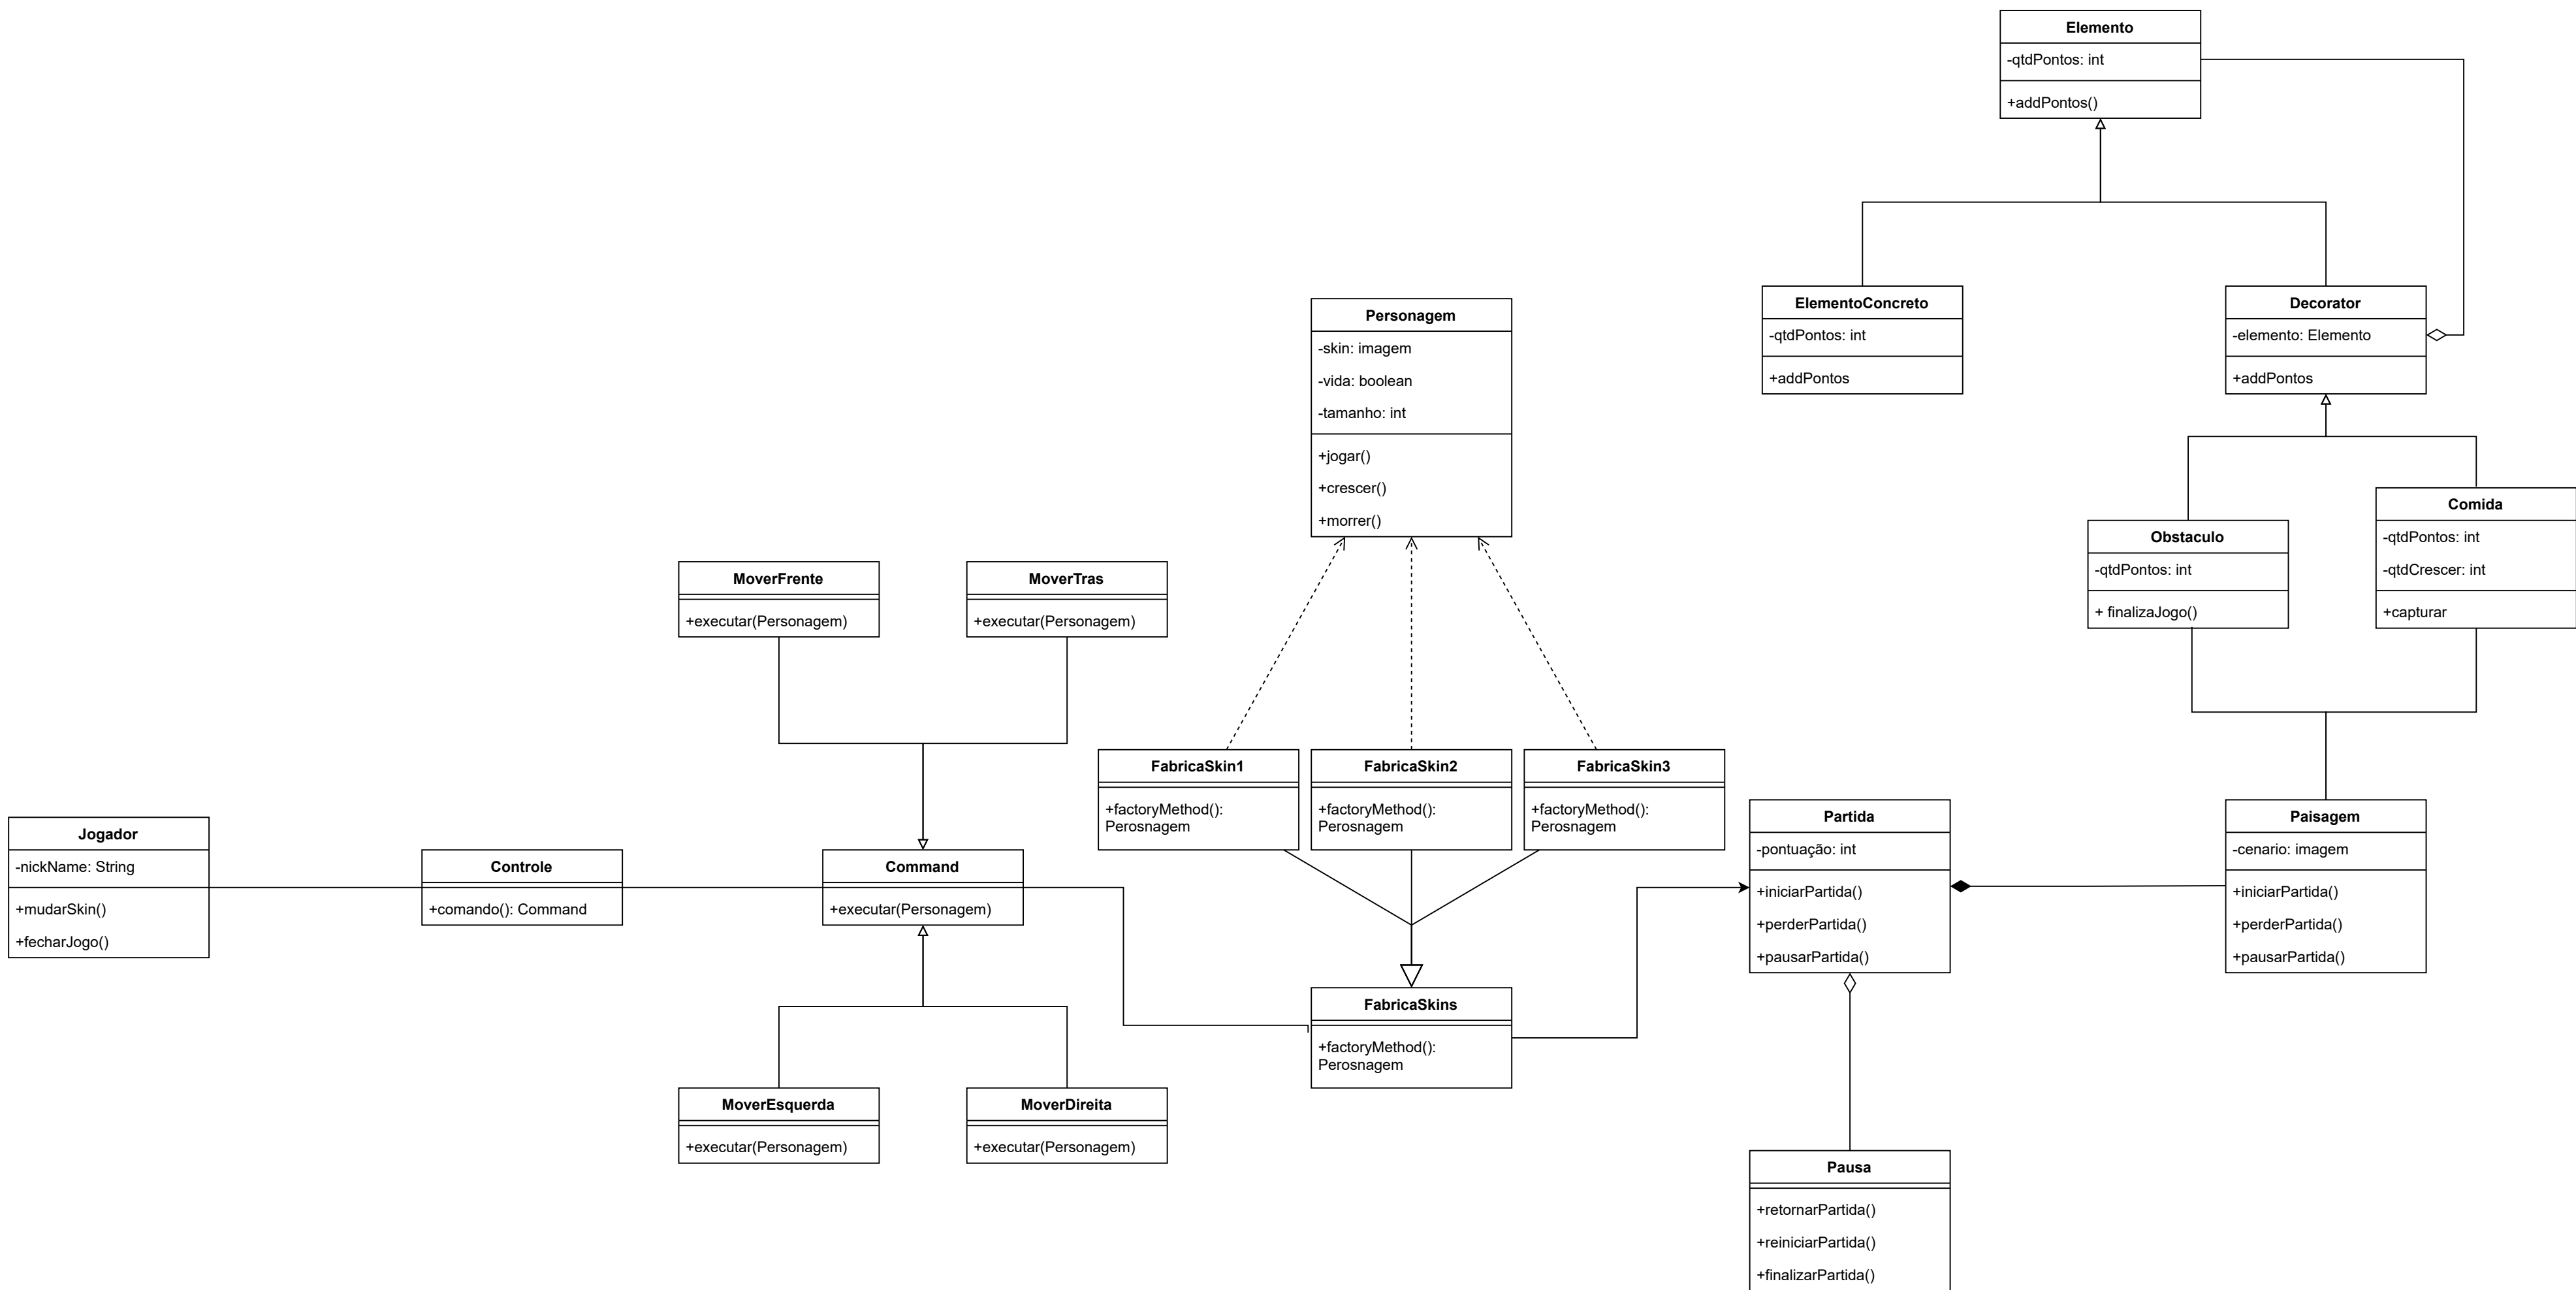 Elemento
-qtdPontos: int
+addPontos()
ElementoConcreto
-qtdPontos: int
+addPontos
Decorator
-elemento: Elemento
+addPontos
Personagem
-skin: imagem
-vida: boolean
-tamanho: int
+jogar()
+crescer()
+morrer()
Obstaculo
-qtdPontos: int
+ finalizaJogo()
Comida
-qtdPontos: int
-qtdCrescer: int
+capturar
MoverFrente
+executar(Personagem)
MoverTras
+executar(Personagem)
FabricaSkin1
+factoryMethod():
Perosnagem
FabricaSkin2
+factoryMethod():
Perosnagem
FabricaSkin3
+factoryMethod():
Perosnagem
Jogador
-nickName: String
+mudarSkin()
+fecharJogo()
Controle
+comando(): Command
Command
+executar(Personagem)
Partida
-pontuação: int
+iniciarPartida()
+perderPartida()
+pausarPartida()
Paisagem
-cenario: imagem
+iniciarPartida()
+perderPartida()
+pausarPartida()
FabricaSkins
+factoryMethod():
Perosnagem
MoverEsquerda
+executar(Personagem)
MoverDireita
+executar(Personagem)
Pausa
+retornarPartida()
+reiniciarPartida()
+finalizarPartida()